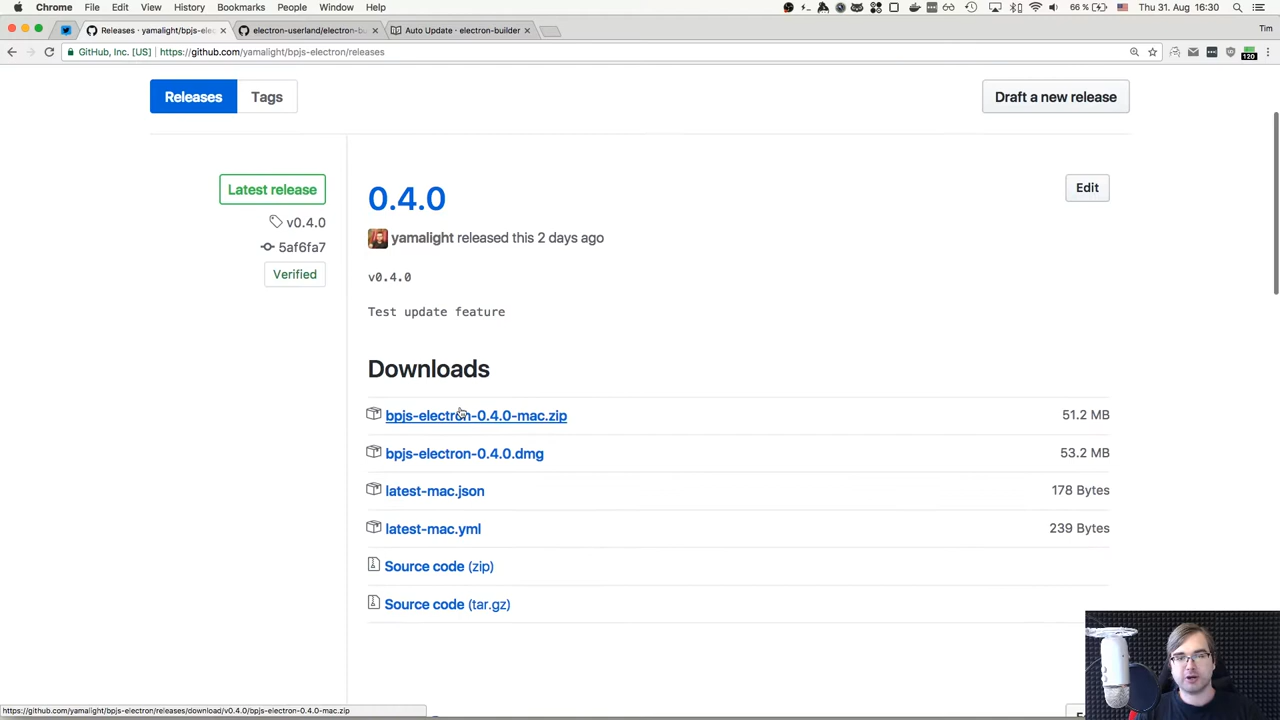 Chrome File Edit View History Bookmarks People Window Help 66 % Thu 31. Aug 16:30
Releases · yamalight/bpjs-elec × electron-userland/electron-bu × Auto Update · electron-builder × Tim
GitHub, Inc. [US] https://github.com/yamalight/bpjs-electron/releases 120
Releases Tags Draft a new release
Latest release 0.4.0 Edit
v0.4.0
yamalight released this 2 days ago
5af6fa7
Verified
v0.4.0
Test update feature
Downloads
bpjs-electron-0.4.0-mac.zip 51.2 MB
bpjs-electron-0.4.0.dmg 53.2 MB
latest-mac.json 178 Bytes
latest-mac.yml 239 Bytes
Source code (zip)
Source code (tar.gz)
https://github.com/yamalight/bpjs-electron/releases/download/v0.4.0/bpjs-electron-0.4.0-mac.zip